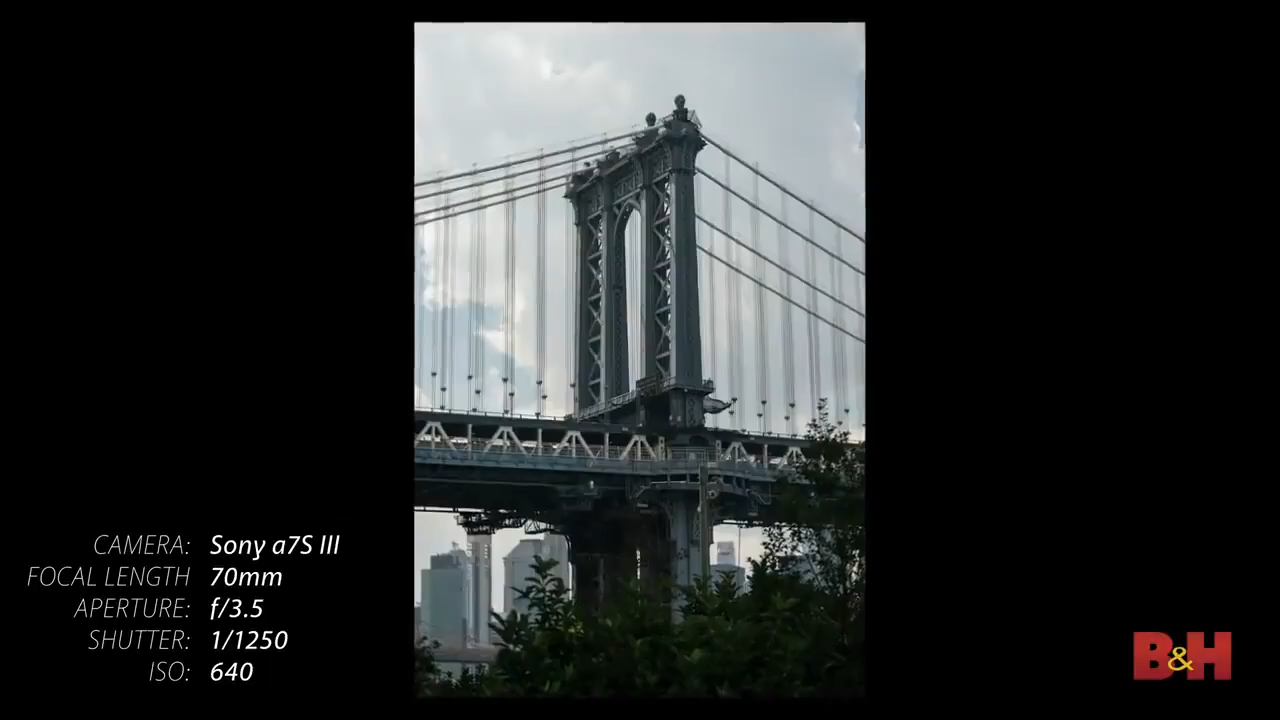 CAMERA: Sony a7S III
FOCAL LENGTH 70mm
APERTURE: f/3.5
SHUTTER: 1/1250
ISO: 640
B&H